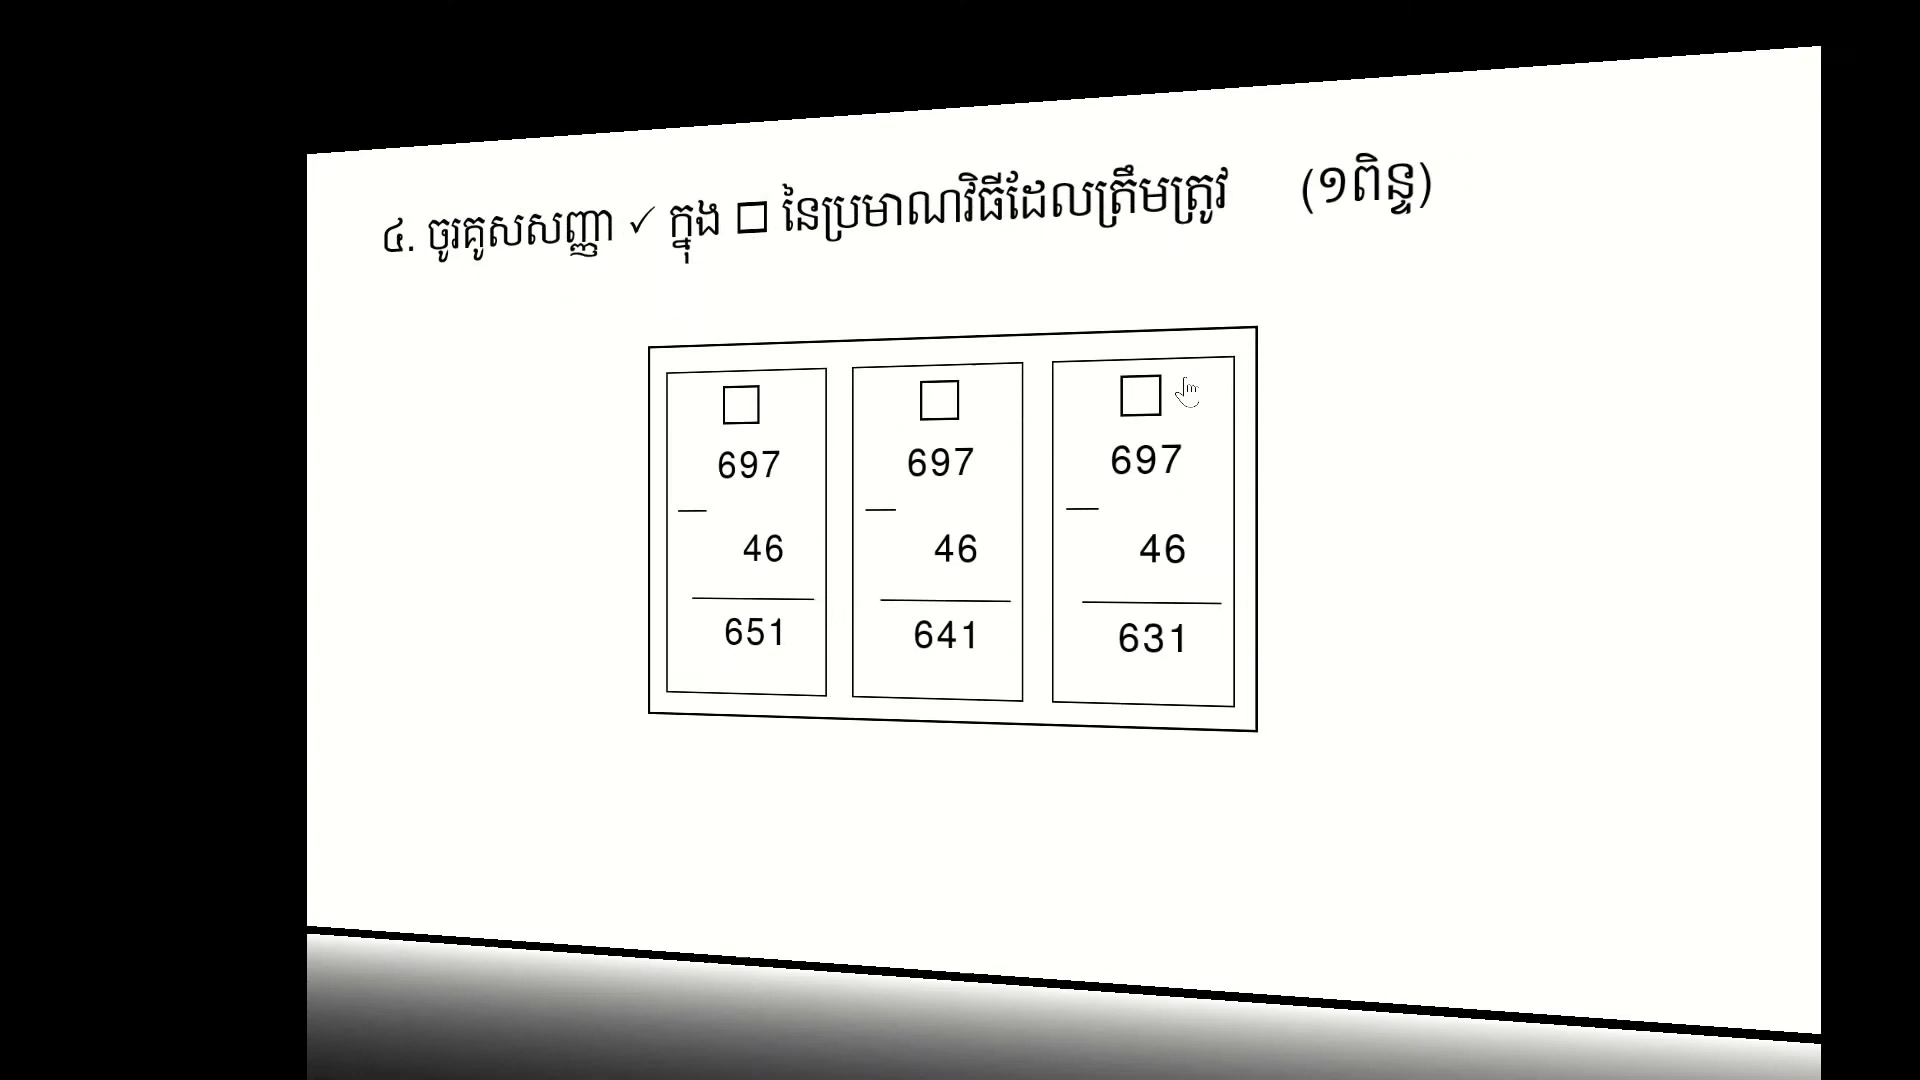 ៤. ចូរគូសសញ្ញា ✓ ក្នុង □ នៃប្រមាណវិធីដែលត្រឹមត្រូវ (១ពិន្ទុ)
□ □ □
697 697 697
— — —
46 46 46
651 641 631